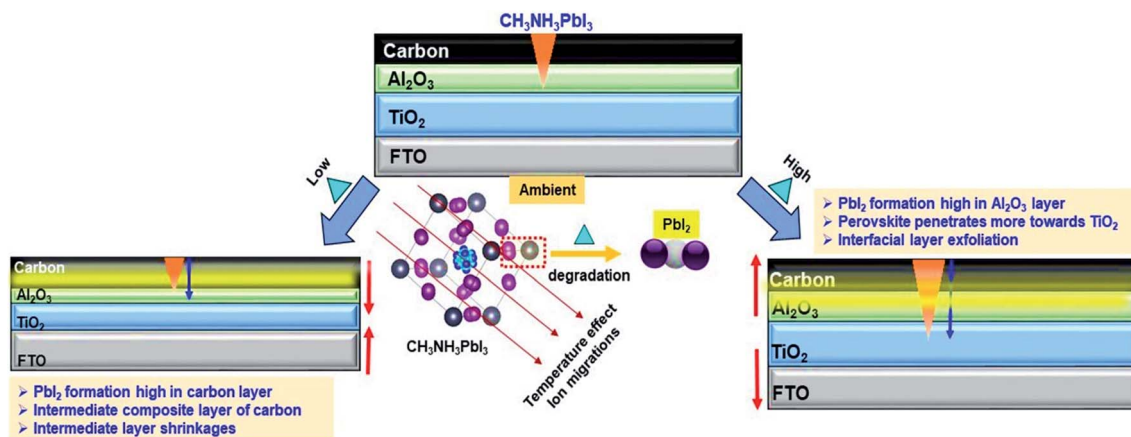 CH₃NH₃PbI₃
Carbon
Al₂O₃
TiO₂
FTO
Low
High
Ambient
PbI₂
degradation
CH₃NH₃PbI₃
Temperature effect
Ion migrations
Carbon
Al₂O₃
TiO₂
FTO
➢ PbI₂ formation high in carbon layer
➢ Intermediate composite layer of carbon
➢ Intermediate layer shrinkages
➢ PbI₂ formation high in Al₂O₃ layer
➢ Perovskite penetrates more towards TiO₂
➢ Interfacial layer exfoliation
Carbon
Al₂O₃
TiO₂
FTO